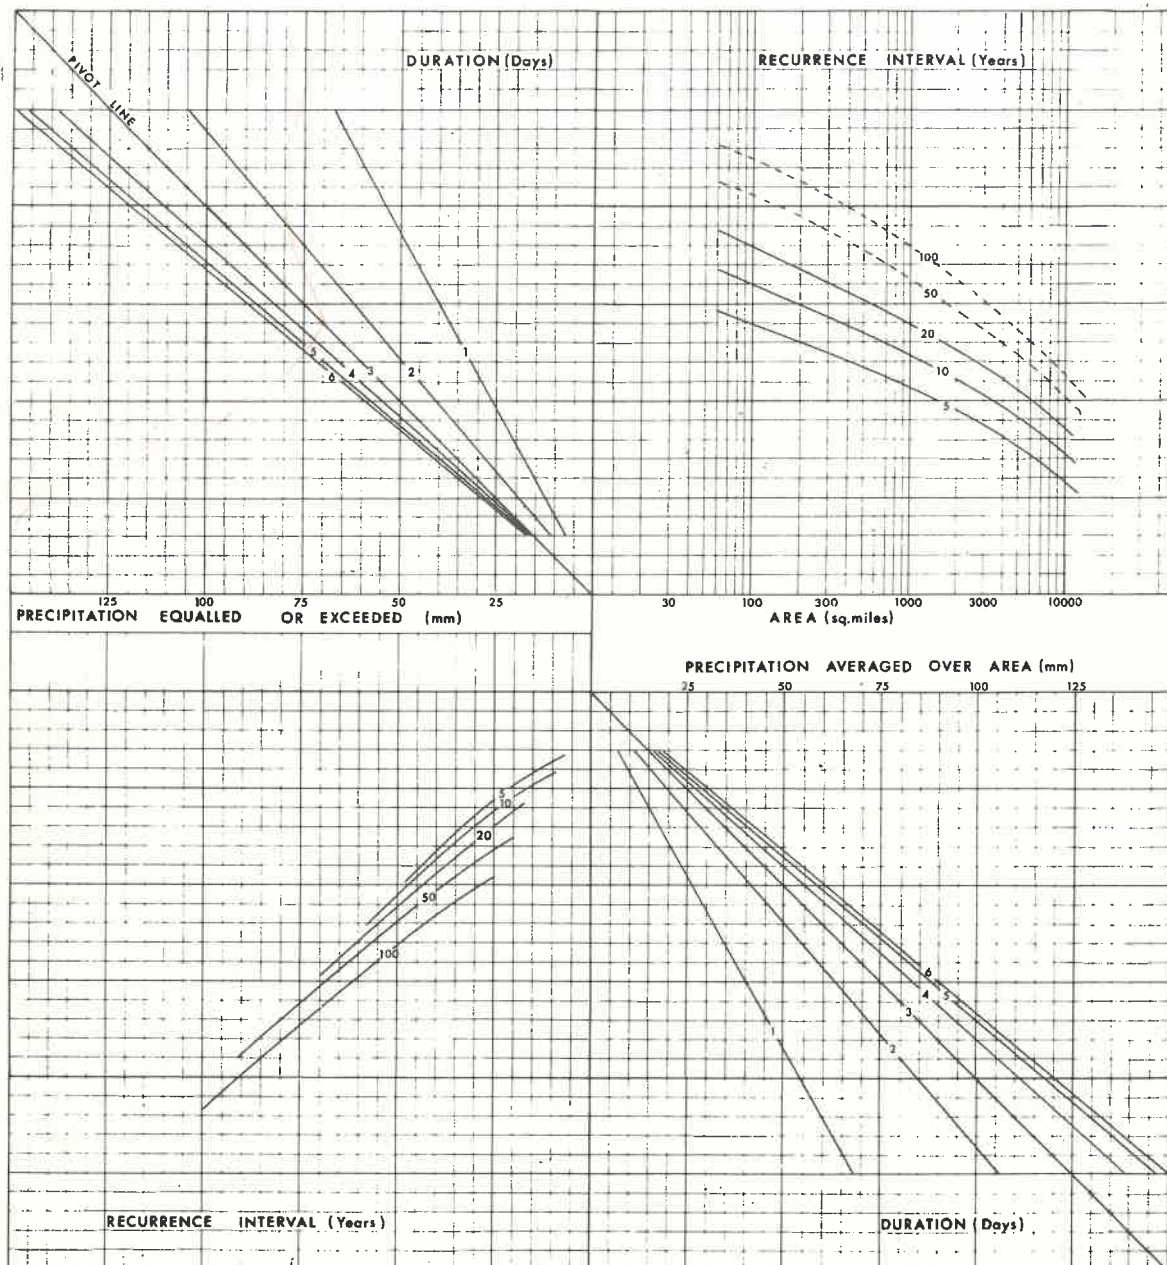 DURATION (Days)
RECURRENCE INTERVAL (Years)
PIVOT LINE
100
50
20
10
5
1
2
3
4
5
6
125 100 75 50 25
30 100 300 1000 3000 10000
PRECIPITATION EQUALLED OR EXCEEDED (mm)
AREA (sq.miles)
PRECIPITATION AVERAGED OVER AREA (mm)
25 50 75 100 125
5
10
20
50
100
6
5
4
3
2
1
RECURRENCE INTERVAL (Years)
DURATION (Days)